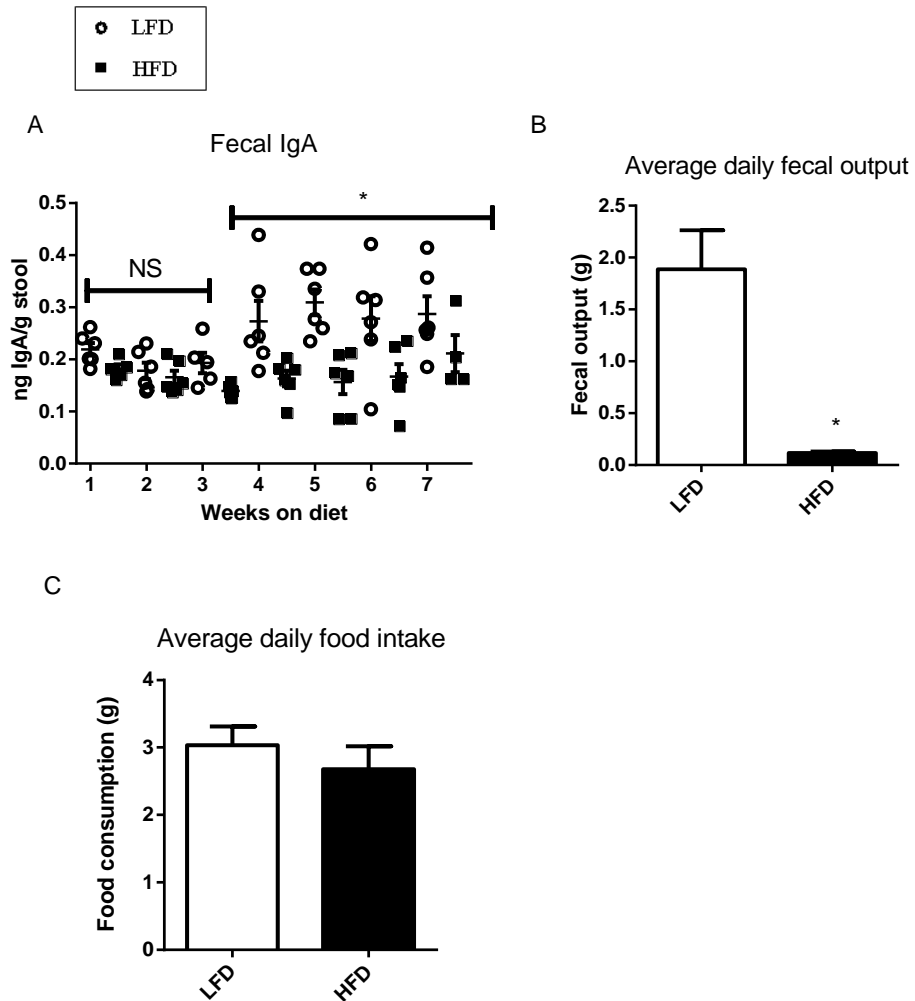 LFD
HFD
A
Fecal IgA
ng IgA/g stool
0.5
0.4
0.3
0.2
0.1
0.0
NS
*
1 2 3 4 5 6 7
Weeks on diet
B
Average daily fecal output
Fecal output (g)
2.5
2.0
1.5
1.0
0.5
0.0
*
LFD HFD
C
Average daily food intake
Food consumption (g)
4
3
2
1
0
LFD HFD